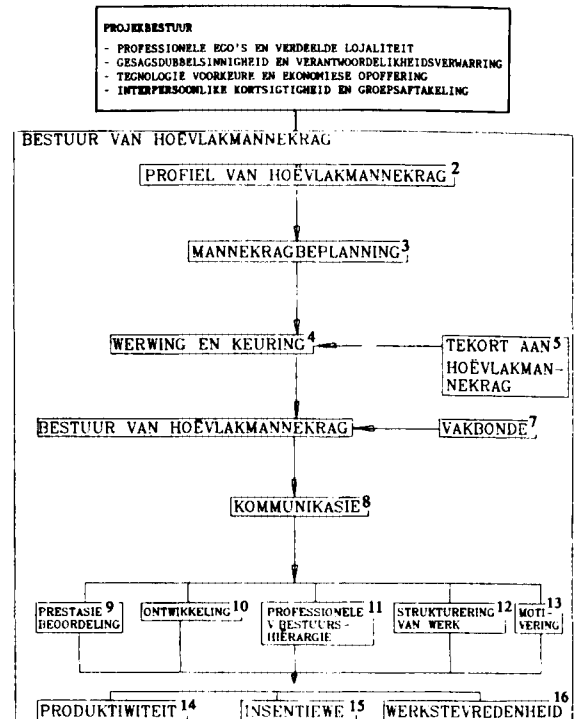 PROJEKBESTUUR
- PROFESSIONELE EGO'S EN VERDEELDE LOJALITEIT
- GESAGSDUBBELSINNIGHEID EN VERANTWOORDELIKHEIDSVERWARRING
- TEGNOLOGIE VOORKEURE EN EKONOMIESE OPOFFERING
- INTERPERSOONLIKE KORTSIGTIGHEID EN GROEPSAFTAKELING
BESTUUR VAN HOËVLAKMANNEKRAG
PROFIEL VAN HOËVLAKMANNEKRAG 2
MANNEKRAGBEPLANNING 3
WERWING EN KEURING 4
TEKORT AAN 5
HOËVLAKMAN-
NEKRAG
BESTUUR VAN HOËVLAKMANNEKRAG
VAKBONDE 7
KOMMUNIKASIE 8
PRESTASIE 9
BEOORDELING
ONTWIKKELING 10
PROFESSIONELE 11
V BESTUURS-
HIËRARGIE
STRUKTURERING 12
VAN WERK
MOTI- 13
VERING
PRODUKTIWITEIT 14
INSENTIEWE 15
WERKSTEVREDENHEID 16